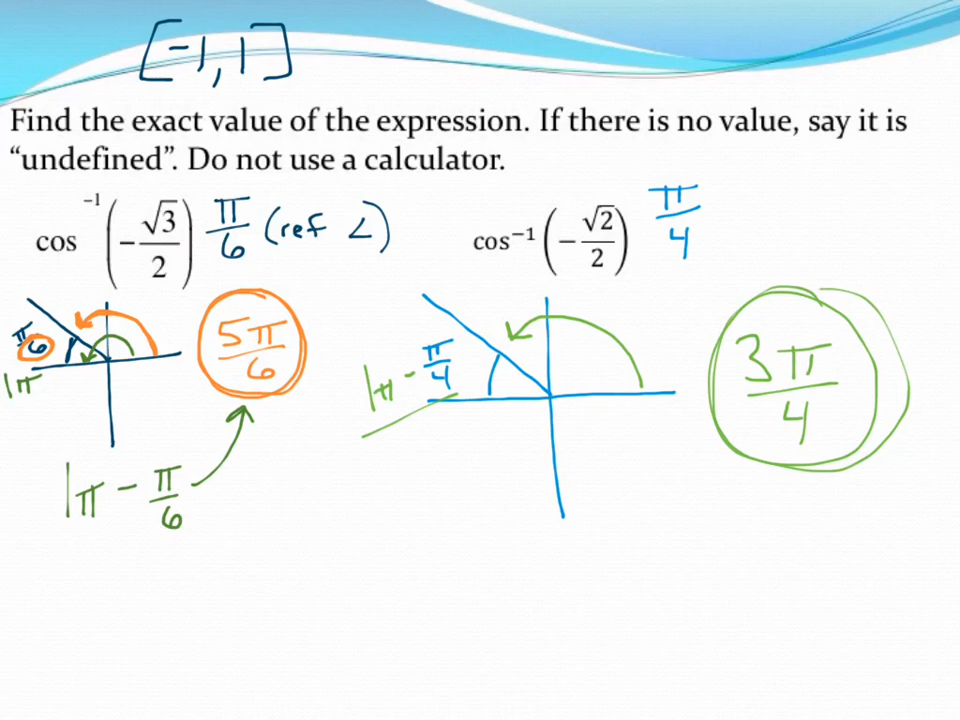 [-1, 1]
Find the exact value of the expression. If there is no value, say it is
“undefined”. Do not use a calculator.
cos⁻¹(-√3/2) π/6 (ref ∠)
cos⁻¹(-√2/2) π/4
π/6
1π
5π/6
1π - π/6
1π - π/4
3π/4